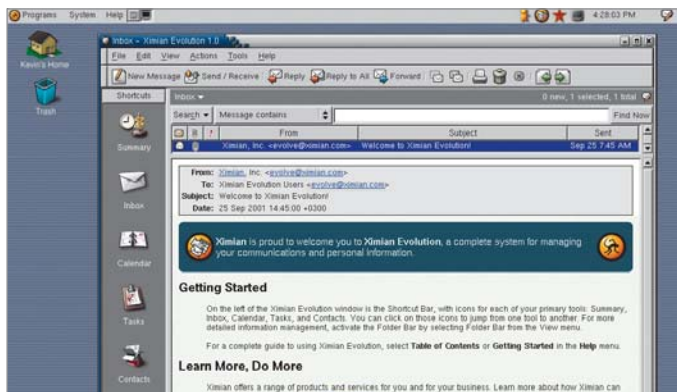 Programs System Help 4:28:03 PM
Kevin's Home
Trash
Inbox - Ximian Evolution 1.0
File Edit View Actions Tools Help
New Message Send / Receive Reply Reply to All Forward
Shortcuts Inbox 0 new, 1 selected, 1 total
Search Message contains Find Now
! From Subject Sent
Ximian, Inc. <evolve@ximian.com> Welcome to Ximian Evolution! Sep 25 7:45 AM
Summary
Inbox
Calendar
Tasks
Contacts
From: Ximian, Inc. <evolve@ximian.com>
To: Ximian Evolution Users <evolve@ximian.com>
Subject: Welcome to Ximian Evolution!
Date: 25 Sep 2001 14:45:00 +0300
Ximian is proud to welcome you to Ximian Evolution, a complete system for managing
your communications and personal information.
Getting Started
On the left of the Ximian Evolution window is the Shortcut Bar, with icons for each of your primary tools: Summary,
Inbox, Calendar, Tasks, and Contacts. You can click on those icons to jump from one tool to another. For more
detailed information management, activate the Folder Bar by selecting Folder Bar from the View menu.
For a complete guide to using Ximian Evolution, select Table of Contents or Getting Started in the Help menu.
Learn More, Do More
Ximian offers a range of products and services for you and for your business. Learn more about how Ximian can